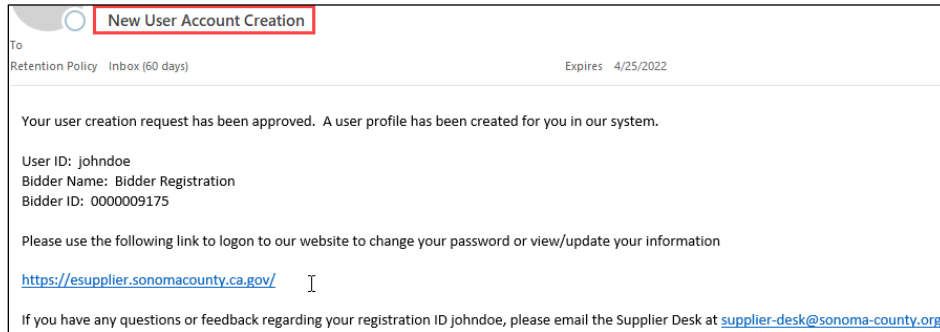 New User Account Creation
To
Retention Policy Inbox (60 days) Expires 4/25/2022
Your user creation request has been approved. A user profile has been created for you in our system.
User ID: johndoe
Bidder Name: Bidder Registration
Bidder ID: 0000009175
Please use the following link to logon to our website to change your password or view/update your information
https://esupplier.sonomacounty.ca.gov/
If you have any questions or feedback regarding your registration ID johndoe, please email the Supplier Desk at supplier-desk@sonoma-county.org